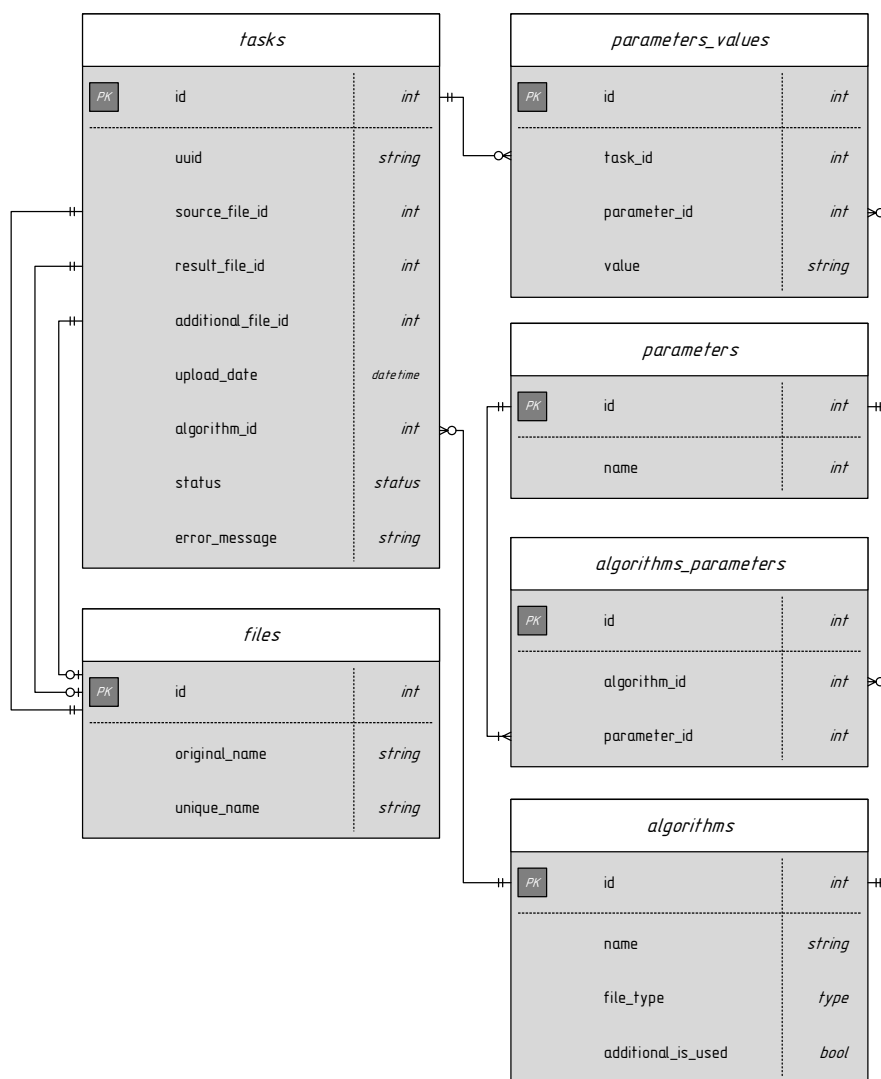 tasks
PK id int
uuid string
source_file_id int
result_file_id int
additional_file_id int
upload_date datetime
algorithm_id int
status status
error_message string
files
PK id int
original_name string
unique_name string
parameters_values
PK id int
task_id int
parameter_id int
value string
parameters
PK id int
name int
algorithms_parameters
PK id int
algorithm_id int
parameter_id int
algorithms
PK id int
name string
file_type type
additional_is_used bool